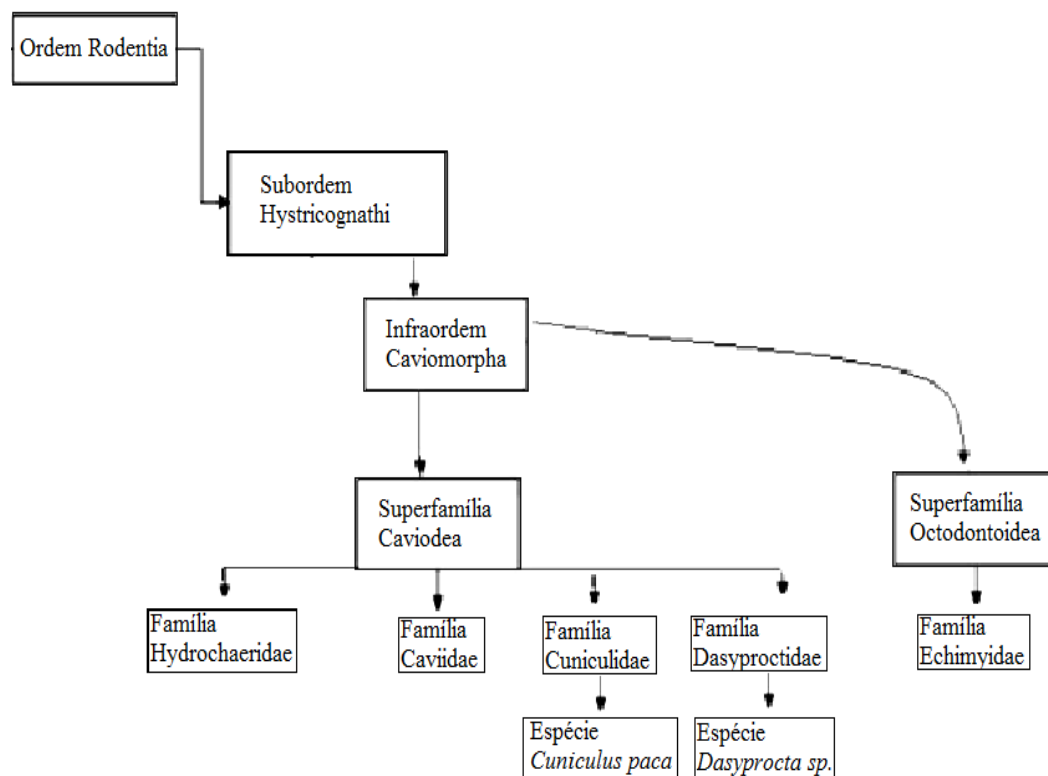 Ordem Rodentia
Subordem
Hystricognathi
Infraordem
Caviomorpha
Superfamília
Caviodea
Superfamília
Octodontoidea
Família
Hydrochaeridae
Família
Caviidae
Família
Cuniculidae
Família
Dasyproctidae
Família
Echimyidae
Espécie
Cuniculus paca
Espécie
Dasyprocta sp.